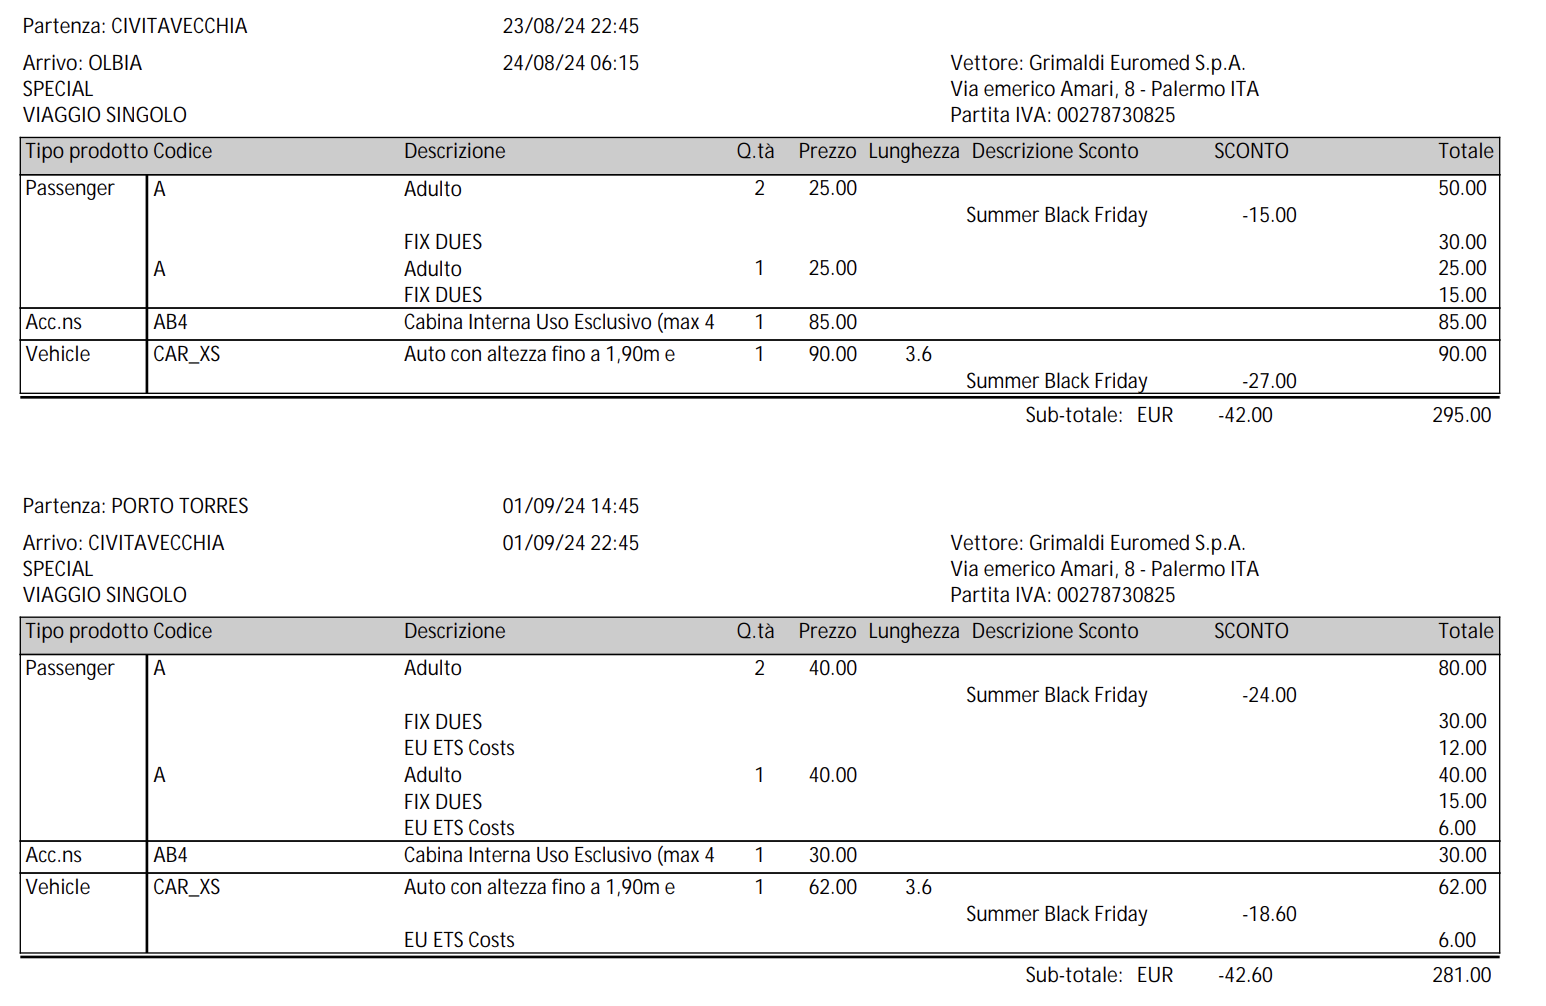 Partenza: CIVITAVECCHIA 23/08/24 22:45
Arrivo: OLBIA 24/08/24 06:15 Vettore: Grimaldi Euromed S.p.A.
SPECIAL Via emerico Amari, 8 - Palermo ITA
VIAGGIO SINGOLO Partita IVA: 00278730825
Tipo prodotto Codice Descrizione Q.tà Prezzo Lunghezza Descrizione Sconto SCONTO Totale
Passenger A Adulto 2 25.00 50.00
Summer Black Friday -15.00
FIX DUES 30.00
A Adulto 1 25.00 25.00
FIX DUES 15.00
Acc.ns AB4 Cabina Interna Uso Esclusivo (max 4 1 85.00 85.00
Vehicle CAR_XS Auto con altezza fino a 1,90m e 1 90.00 3.6 90.00
Summer Black Friday -27.00
Sub-totale: EUR -42.00 295.00
Partenza: PORTO TORRES 01/09/24 14:45
Arrivo: CIVITAVECCHIA 01/09/24 22:45 Vettore: Grimaldi Euromed S.p.A.
SPECIAL Via emerico Amari, 8 - Palermo ITA
VIAGGIO SINGOLO Partita IVA: 00278730825
Tipo prodotto Codice Descrizione Q.tà Prezzo Lunghezza Descrizione Sconto SCONTO Totale
Passenger A Adulto 2 40.00 80.00
Summer Black Friday -24.00
FIX DUES 30.00
EU ETS Costs 12.00
A Adulto 1 40.00 40.00
FIX DUES 15.00
EU ETS Costs 6.00
Acc.ns AB4 Cabina Interna Uso Esclusivo (max 4 1 30.00 30.00
Vehicle CAR_XS Auto con altezza fino a 1,90m e 1 62.00 3.6 62.00
Summer Black Friday -18.60
EU ETS Costs 6.00
Sub-totale: EUR -42.60 281.00